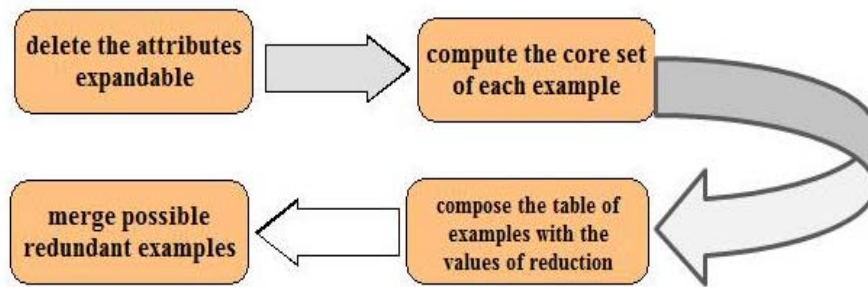 delete the attributes
expandable
compute the core set
of each example
compose the table of
examples with the
values of reduction
merge possible
redundant examples